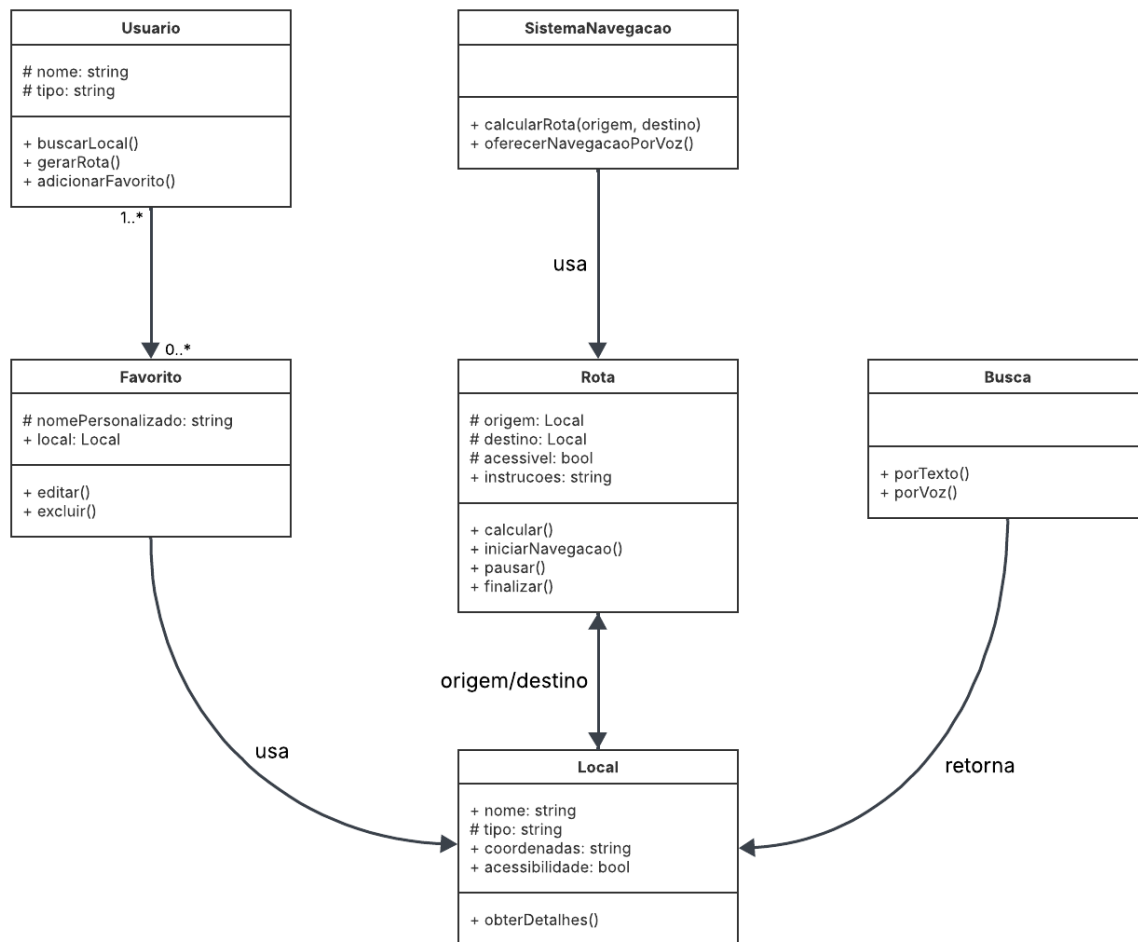 Usuario
# nome: string
# tipo: string
+ buscarLocal()
+ gerarRota()
+ adicionarFavorito()
SistemaNavegacao
+ calcularRota(origem, destino)
+ oferecerNavegacaoPorVoz()
1..*
0..*
usa
Favorito
# nomePersonalizado: string
+ local: Local
+ editar()
+ excluir()
Rota
# origem: Local
# destino: Local
# acessivel: bool
+ instrucoes: string
+ calcular()
+ iniciarNavegacao()
+ pausar()
+ finalizar()
Busca
+ porTexto()
+ porVoz()
origem/destino
usa
retorna
Local
+ nome: string
# tipo: string
+ coordenadas: string
+ acessibilidade: bool
+ obterDetalhes()